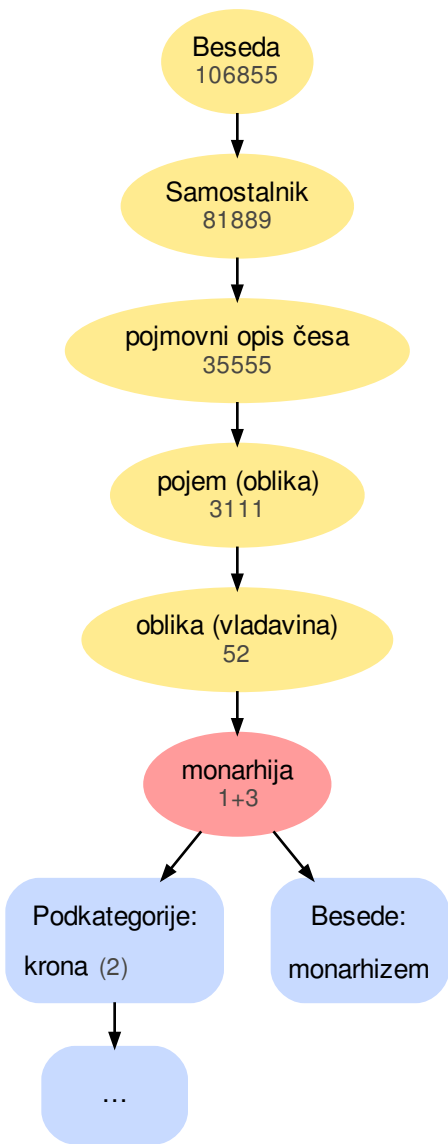 Beseda
106855
Samostalnik
81889
pojmovni opis česa
35555
pojem (oblika)
3111
oblika (vladavina)
52
monarhija
1+3
Podkategorije:
krona (2)
Besede:
monarhizem
…